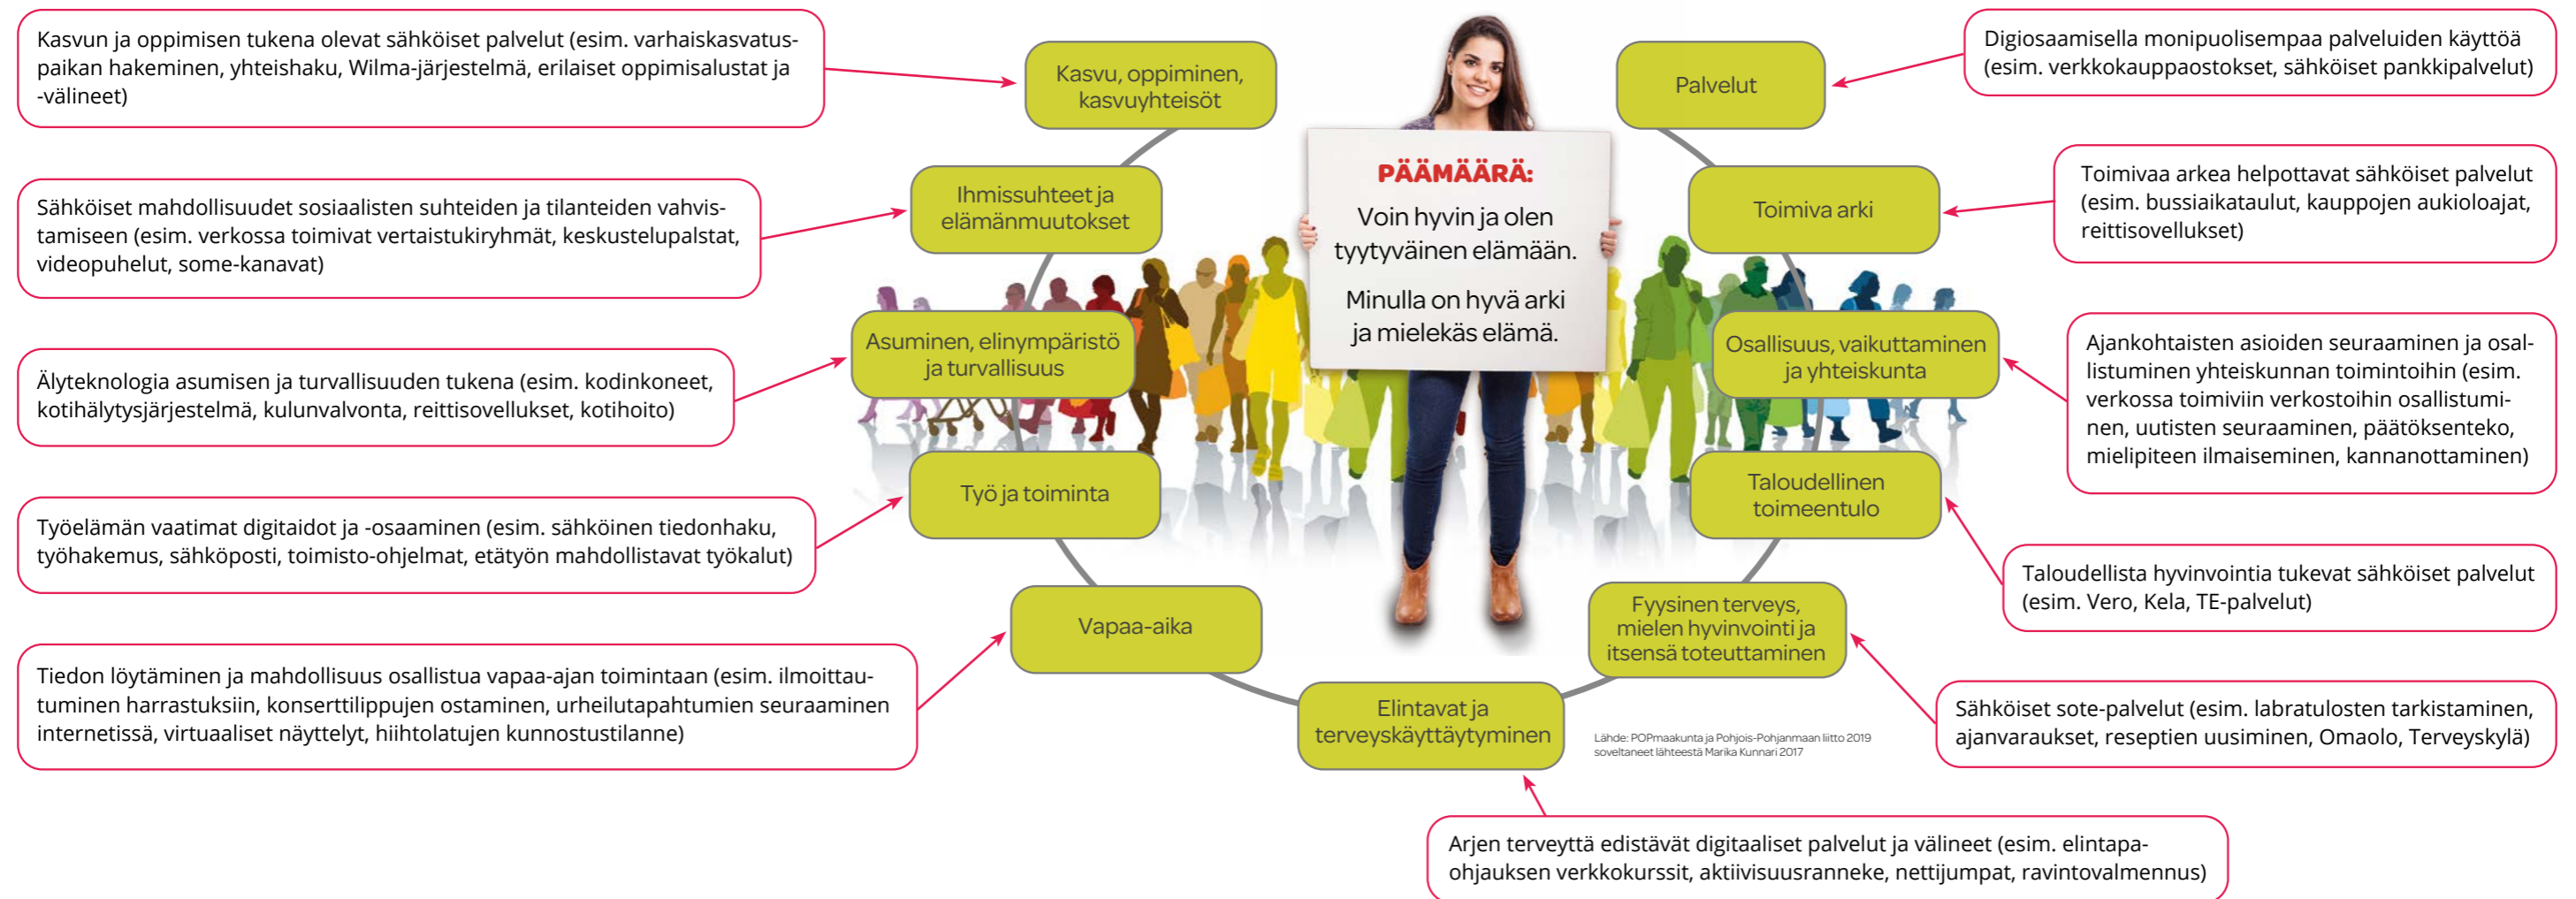 Kasvun ja oppimisen tukena olevat sähköiset palvelut (esim. varhaiskasvatus-
paikan hakeminen, yhteishaku, Wilma-järjestelmä, erilaiset oppimisalustat ja
-välineet)
Kasvu, oppiminen,
kasvuyhteisöt
Sähköiset mahdollisuudet sosiaalisten suhteiden ja tilanteiden vahvis-
tamiseen (esim. verkossa toimivat vertaistukiryhmät, keskustelupalstat,
videopuhelut, some-kanavat)
Ihmissuhteet ja
elämänmuutokset
Älyteknologia asumisen ja turvallisuuden tukena (esim. kodinkoneet,
kotihälytysjärjestelmä, kulunvalvonta, reittisovellukset, kotihoito)
Asuminen, elinympäristö
ja turvallisuus
Työelämän vaatimat digitaidot ja -osaaminen (esim. sähköinen tiedonhaku,
työhakemus, sähköposti, toimisto-ohjelmat, etätyön mahdollistavat työkalut)
Työ ja toiminta
Tiedon löytäminen ja mahdollisuus osallistua vapaa-ajan toimintaan (esim. ilmoittau-
tuminen harrastuksiin, konserttilippujen ostaminen, urheilutapahtumien seuraaminen
internetissä, virtuaaliset näyttelyt, hiihtolatujen kunnostustilanne)
Vapaa-aika
PÄÄMÄÄRÄ:
Voin hyvin ja olen
tyytyväinen elämään.
Minulla on hyvä arki
ja mielekäs elämä.
Palvelut
Digiosaamisella monipuolisempaa palveluiden käyttöä
(esim. verkkokauppaostokset, sähköiset pankkipalvelut)
Toimiva arki
Toimivaa arkea helpottavat sähköiset palvelut
(esim. bussiaikataulut, kauppojen aukioloajat,
reittisovellukset)
Osallisuus, vaikuttaminen
ja yhteiskunta
Ajankohtaisten asioiden seuraaminen ja osal-
listuminen yhteiskunnan toimintoihin (esim.
verkossa toimiviin verkostoihin osallistumi-
nen, uutisten seuraaminen, päätöksenteko,
mielipiteen ilmaiseminen, kannanottaminen)
Taloudellinen
toimeentulo
Taloudellista hyvinvointia tukevat sähköiset palvelut
(esim. Vero, Kela, TE-palvelut)
Fyysinen terveys,
mielen hyvinvointi ja
itsensä toteuttaminen
Sähköiset sote-palvelut (esim. labratulosten tarkistaminen,
ajanvaraukset, reseptien uusiminen, Omaolo, Terveyskylä)
Elintavat ja
terveyskäyttäytyminen
Lähde: POPmaakunta ja Pohjois-Pohjanmaan liitto 2019
soveltaneet lähteestä Marika Kunnari 2017
Arjen terveyttä edistävät digitaaliset palvelut ja välineet (esim. elintapa-
ohjauksen verkkokurssit, aktiivisuusranneke, nettijumpat, ravintovalmennus)